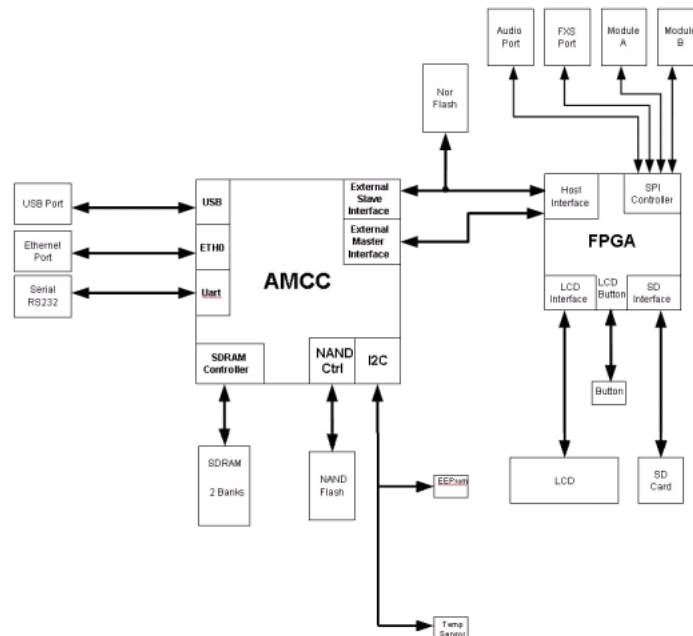 Audio
Port
FXS
Port
Module
A
Module
B
Nor
Flash
USB Port
Ethernet
Port
Serial
RS232
USB
ETH0
Uart
External
Slave
Interface
External
Master
Interface
AMCC
SDRAM
Controller
NAND
Ctrl
I2C
Host
Interface
SPI
Controller
FPGA
LCD
Interface
LCD
Button
SD
Interface
Button
SDRAM
2 Banks
NAND
Flash
EEProm
LCD
SD
Card
Temp
Sensor